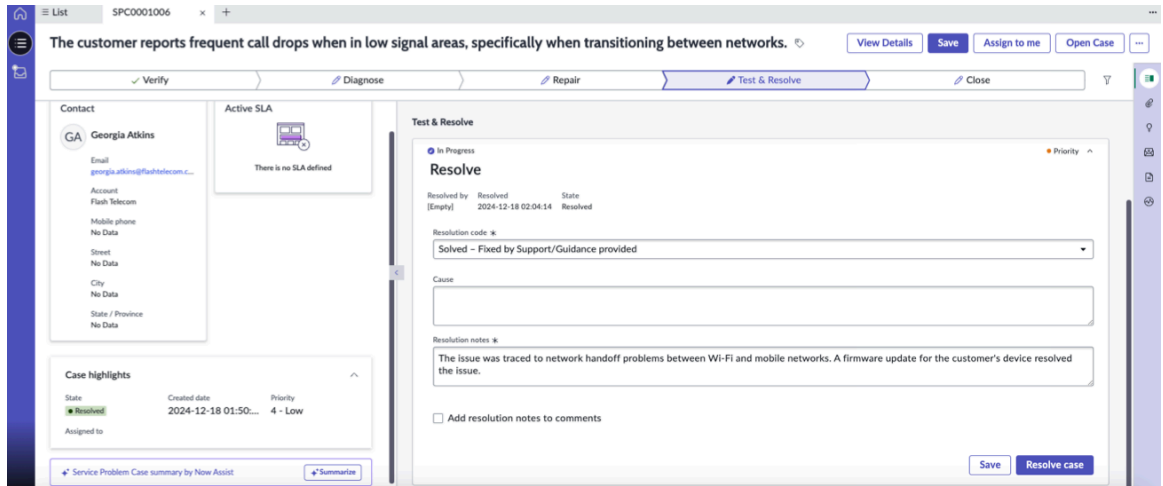 List
SPC0001006
The customer reports frequent call drops when in low signal areas, specifically when transitioning between networks.
View Details
Save
Assign to me
Open Case
Verify
Diagnose
Repair
Test & Resolve
Close
Contact
GA
Georgia Atkins
Email
georgia.atkins@flashtelecom.c...
Account
Flash Telecom
Mobile phone
No Data
Street
No Data
City
No Data
State / Province
No Data
Active SLA
There is no SLA defined
Case highlights
State
Created date
Priority
Resolved
2024-12-18 01:50:...
4 - Low
Assigned to
Service Problem Case summary by Now Assist
Summarize
Test & Resolve
In Progress
Priority
Resolve
Resolved by
Resolved
State
[Empty]
2024-12-18 02:04:14
Resolved
Resolution code *
Solved – Fixed by Support/Guidance provided
Cause
Resolution notes *
The issue was traced to network handoff problems between Wi-Fi and mobile networks. A firmware update for the customer's device resolved
the issue.
Add resolution notes to comments
Save
Resolve case